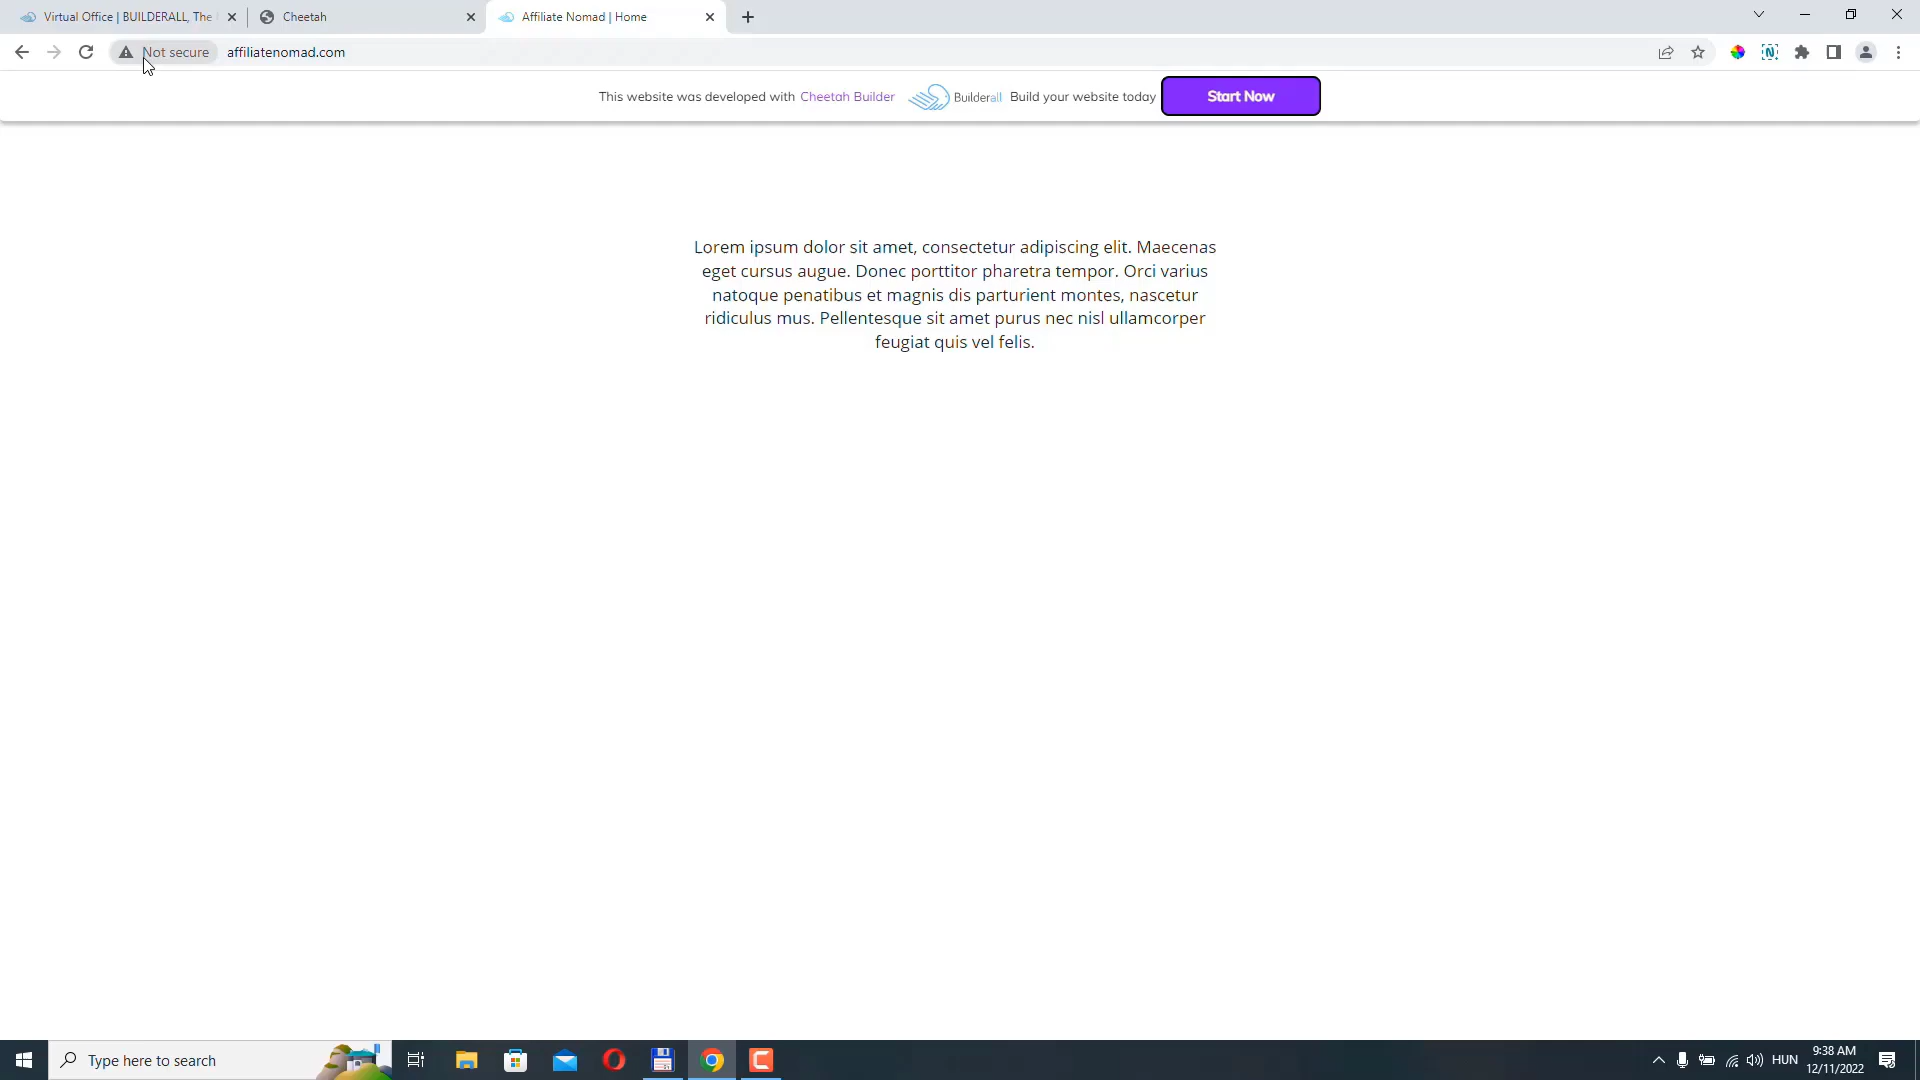 Virtual Office | BUILDERALL, The
Cheetah
Affiliate Nomad | Home
Not secure
affiliatenomad.com
This website was developed with Cheetah Builder
Builderall
Build your website today
Start Now
Lorem ipsum dolor sit amet, consectetur adipiscing elit. Maecenas
eget cursus augue. Donec porttitor pharetra tempor. Orci varius
natoque penatibus et magnis dis parturient montes, nascetur
ridiculus mus. Pellentesque sit amet purus nec nisl ullamcorper
feugiat quis vel felis.
Type here to search
HUN
9:38 AM
12/11/2022